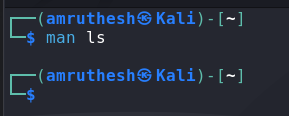 ┌──(amruthesh㉿Kali)-[~]
└─$ man ls
┌──(amruthesh㉿Kali)-[~]
└─$